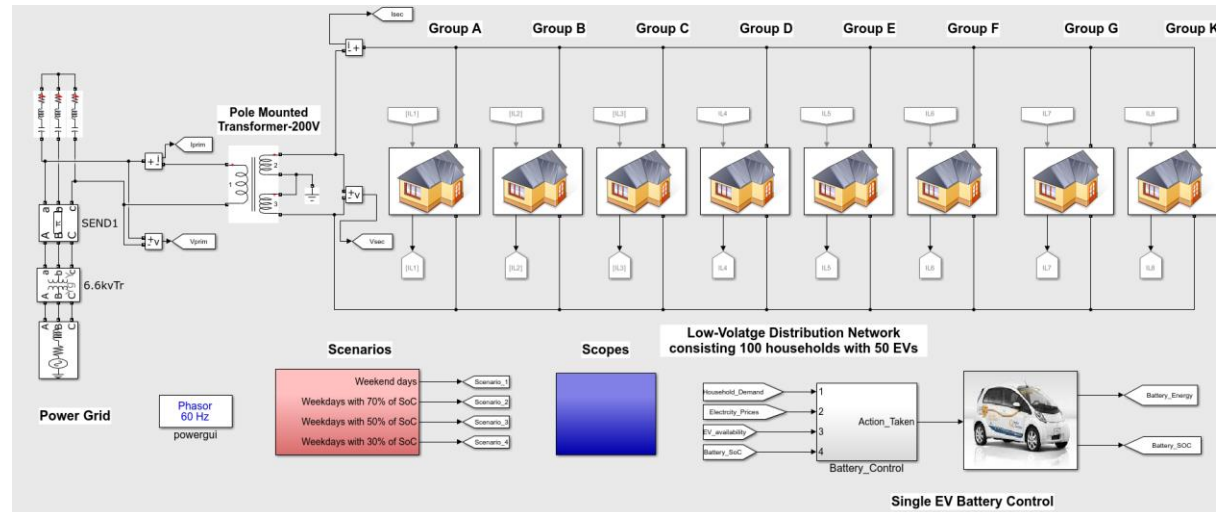 Isec
Group A
Group B
Group C
Group D
Group E
Group F
Group G
Group K
Pole Mounted
Transformer-200V
[IL1]
[IL2]
[IL3]
IL4
IL5
IL6
IL7
IL8
Iprim
1
2
3
a
b
c
A
B
C
SEND1
Vprim
Vsec
[IL1]
[IL2]
[IL3]
IL4
IL5
IL6
IL7
IL8
a
b
c
A
B
C
6.6kvTr
A
B
C
Power Grid
Phasor
60 Hz
powergui
Scenarios
Weekend days
Weekdays with 70% of SoC
Weekdays with 50% of SoC
Weekdays with 30% of SoC
Scenario_1
Scenario_2
Scenario_3
Scenario_4
Scopes
Low-Volatge Distribution Network
consisting 100 households with 50 EVs
Household_Demand
Electrcity_Prices
EV_availability
Battery_SoC
1
2
3
4
Action_Taken
Battery_Control
Battery_Energy
Battery_SOC
Single EV Battery Control